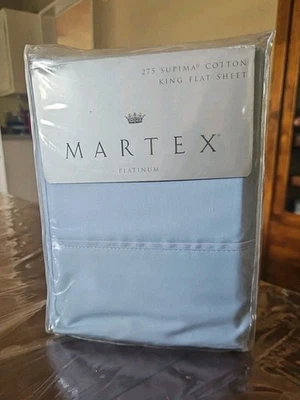 275 SUPIMA® COTTON
KING FLAT SHEET
MARTEX®
PLATINUM